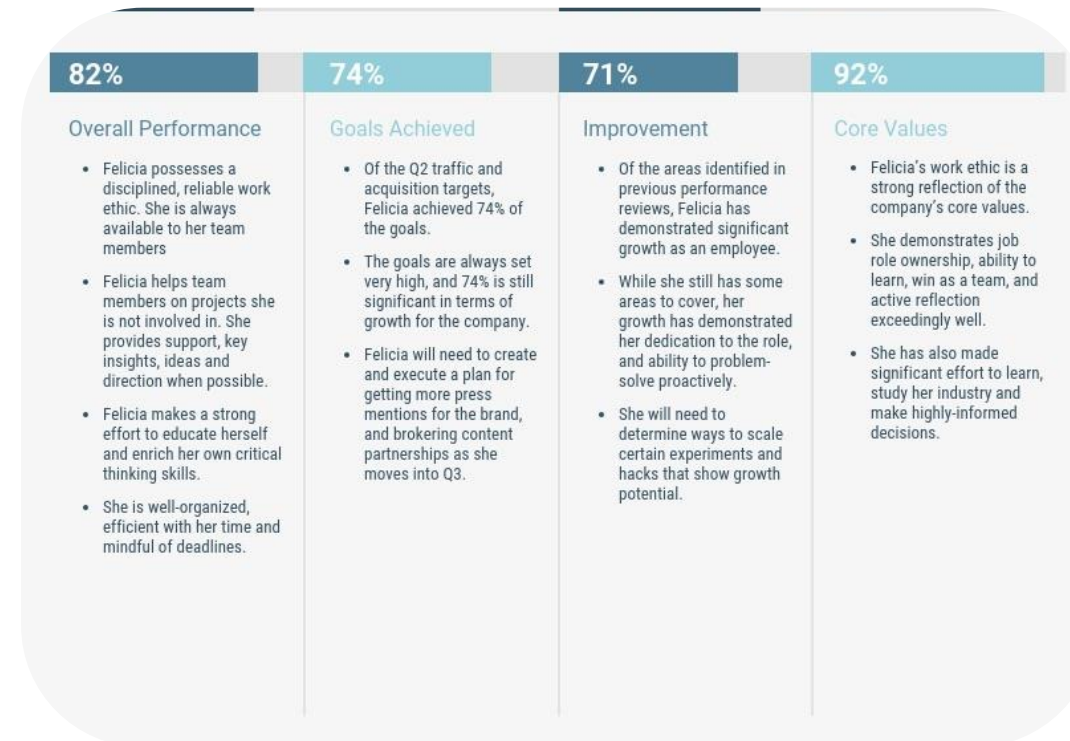 82%
Overall Performance
• Felicia possesses a
disciplined, reliable work
ethic. She is always
available to her team
members
• Felicia helps team
members on projects she
is not involved in. She
provides support, key
insights, ideas and
direction when possible.
• Felicia makes a strong
effort to educate herself
and enrich her own critical
thinking skills.
• She is well-organized,
efficient with her time and
mindful of deadlines.
74%
Goals Achieved
• Of the Q2 traffic and
acquisition targets,
Felicia achieved 74% of
the goals.
• The goals are always set
very high, and 74% is still
significant in terms of
growth for the company.
• Felicia will need to create
and execute a plan for
getting more press
mentions for the brand,
and brokering content
partnerships as she
moves into Q3.
71%
Improvement
• Of the areas identified in
previous performance
reviews, Felicia has
demonstrated significant
growth as an employee.
• While she still has some
areas to cover, her
growth has demonstrated
her dedication to the role,
and ability to problem-
solve proactively.
• She will need to
determine ways to scale
certain experiments and
hacks that show growth
potential.
92%
Core Values
• Felicia’s work ethic is a
strong reflection of the
company’s core values.
• She demonstrates job
role ownership, ability to
learn, win as a team, and
active reflection
exceedingly well.
• She has also made
significant effort to learn,
study her industry and
make highly-informed
decisions.